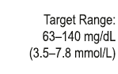 Target Range:
63–140 mg/dL
(3.5–7.8 mmol/L)